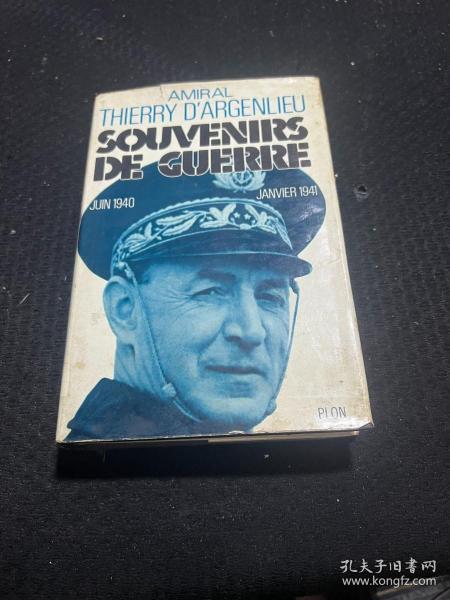 AMIRAL
THIERRY D'ARGENLIEU
SOUVENIRS
DE GUERRE
JUIN 1940
JANVIER 1941
PLON
孔夫子旧书网
www.kongfz.com